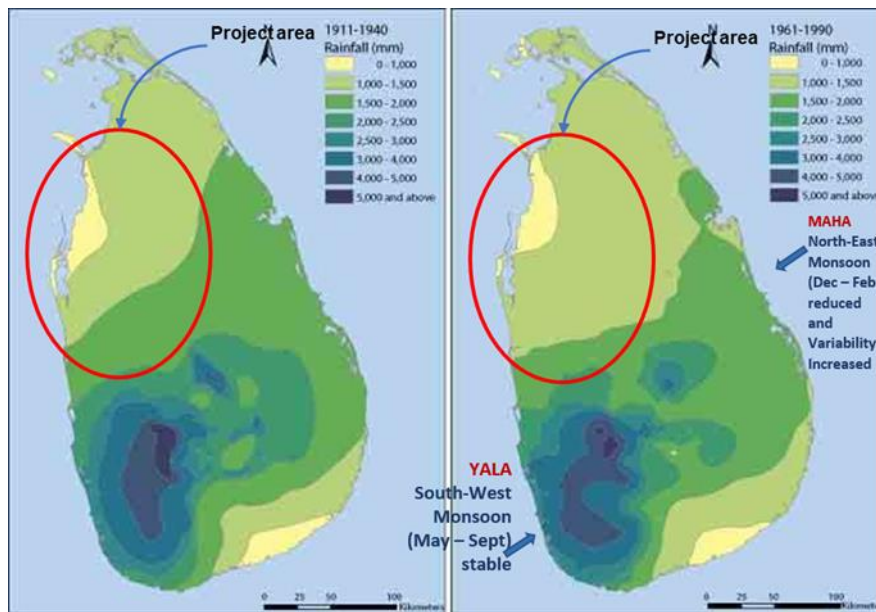 Project area
1911-1940
N
Rainfall (mm)
0 - 1,000
1,000 - 1,500
1,500 - 2,000
2,000 - 2,500
2,500 - 3,000
3,000 - 4,000
4,000 - 5,000
5,000 and above
0 25 50 100
Kilometers
Project area
1961-1990
N
Rainfall (mm)
0 - 1,000
1,000 - 1,500
1,500 - 2,000
2,000 - 2,500
2,500 - 3,000
3,000 - 4,000
4,000 - 5,000
5,000 and above
MAHA
North-East
Monsoon
(Dec – Feb
reduced
and
Variability
Increased
YALA
South-West
Monsoon
(May – Sept)
stable
0 25 50 100
Kilometers